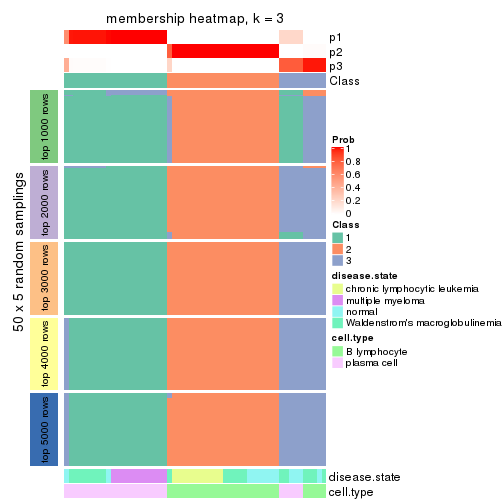 membership heatmap, k = 3
p1
p2
p3
Class
50 x 5 random samplings
top 1000 rows
top 2000 rows
top 3000 rows
top 4000 rows
top 5000 rows
disease.state
cell.type
Prob
1
0.8
0.6
0.4
0.2
0
Class
1
2
3
disease.state
chronic lymphocytic leukemia
multiple myeloma
normal
Waldenstrom's macroglobulinemia
cell.type
B lymphocyte
plasma cell